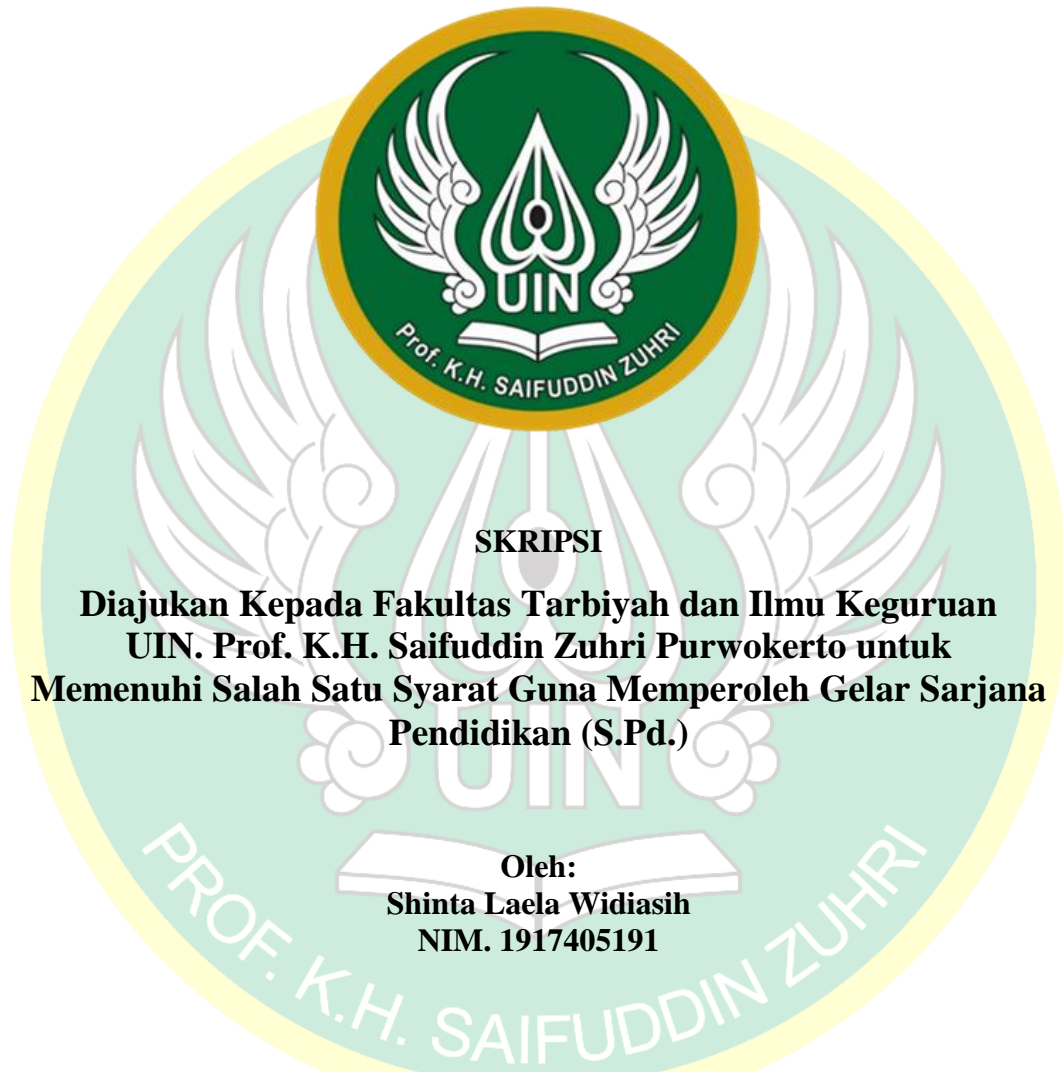 UIN
Prof. K.H. SAIFUDDIN ZUHRI
SKRIPSI
Diajukan Kepada Fakultas Tarbiyah dan Ilmu Keguruan
UIN. Prof. K.H. Saifuddin Zuhri Purwokerto untuk
Memenuhi Salah Satu Syarat Guna Memperoleh Gelar Sarjana
Pendidikan (S.Pd.)
UIN
Oleh:
Shinta Laela Widiasih
NIM. 1917405191
PROF. K.H. SAIFUDDIN ZUHRI